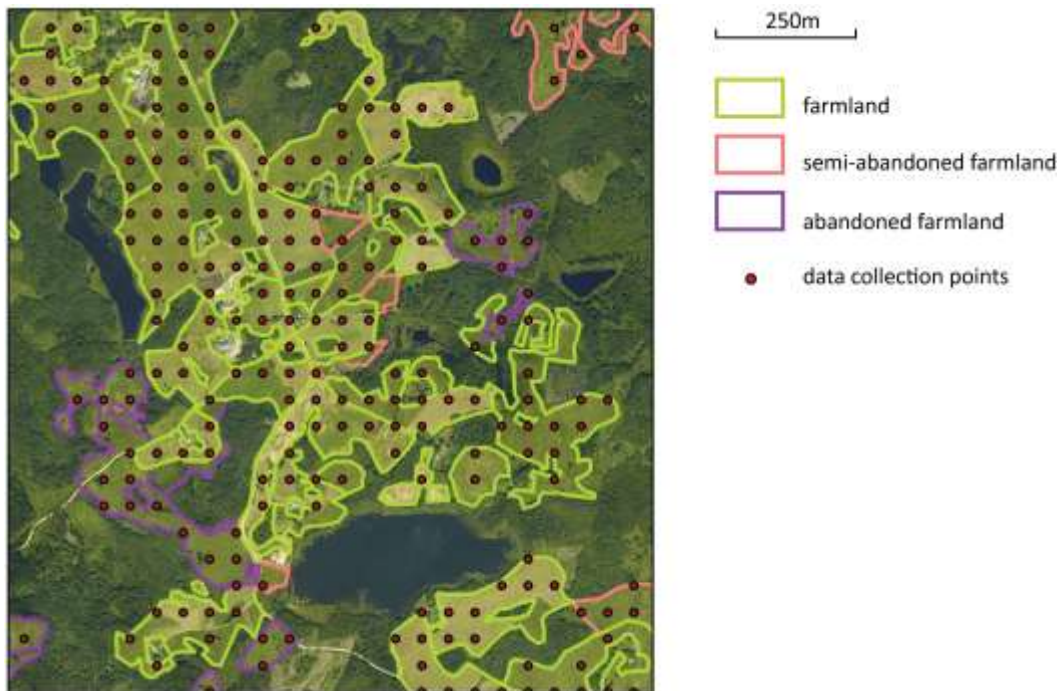 250m
farmland
semi-abandoned farmland
abandoned farmland
data collection points